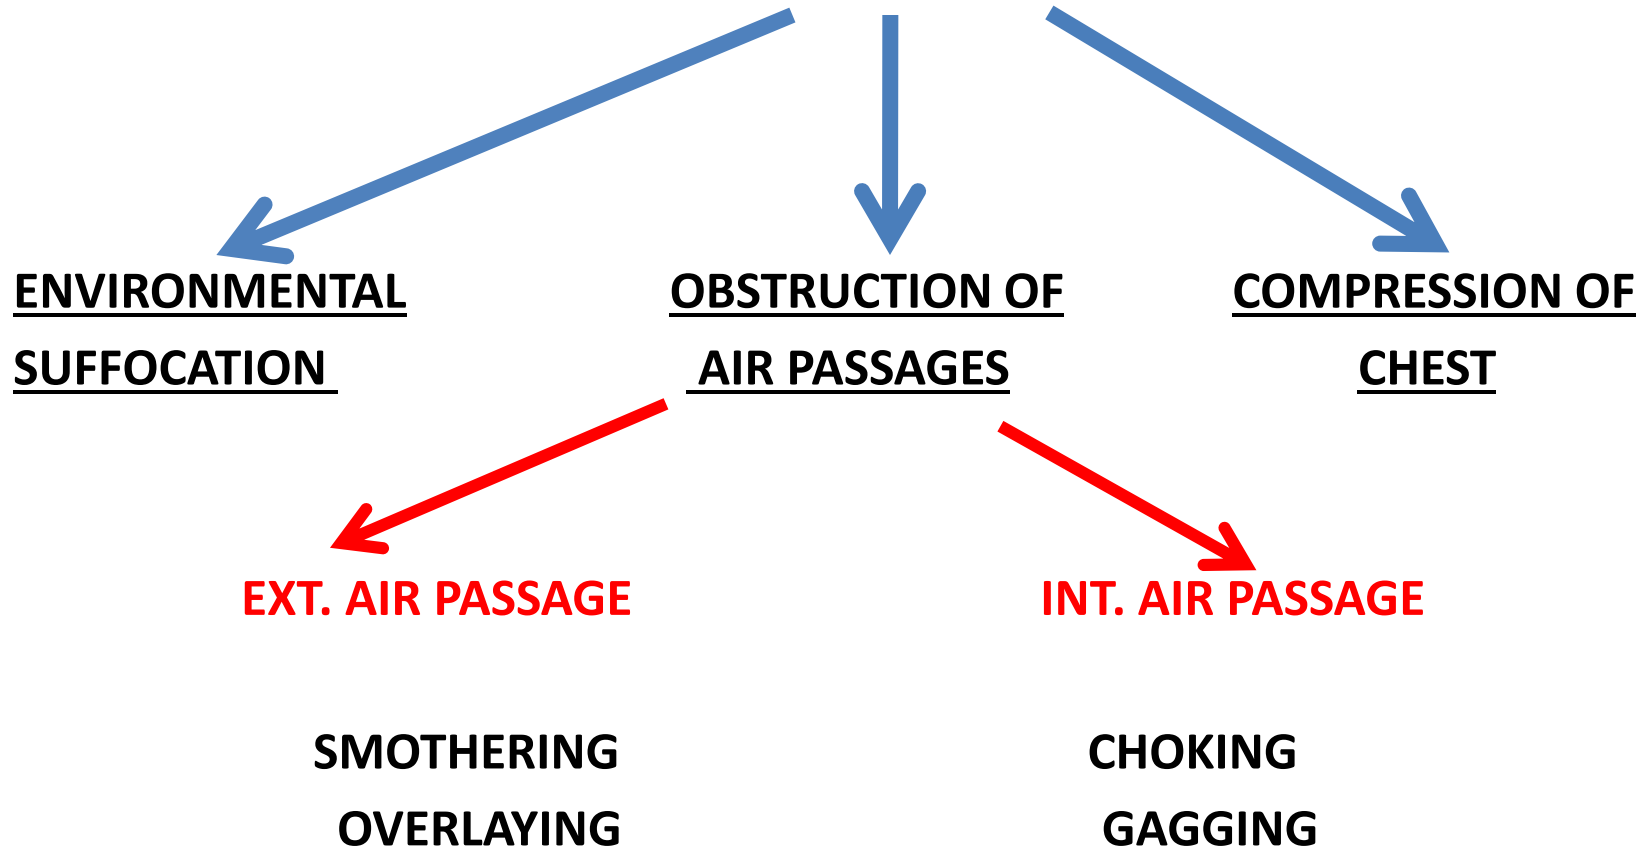 ENVIRONMENTAL OBSTRUCTION OF COMPRESSION OF
SUFFOCATION AIR PASSAGES CHEST
EXT. AIR PASSAGE INT. AIR PASSAGE
SMOTHERING CHOKING
OVERLAYING GAGGING